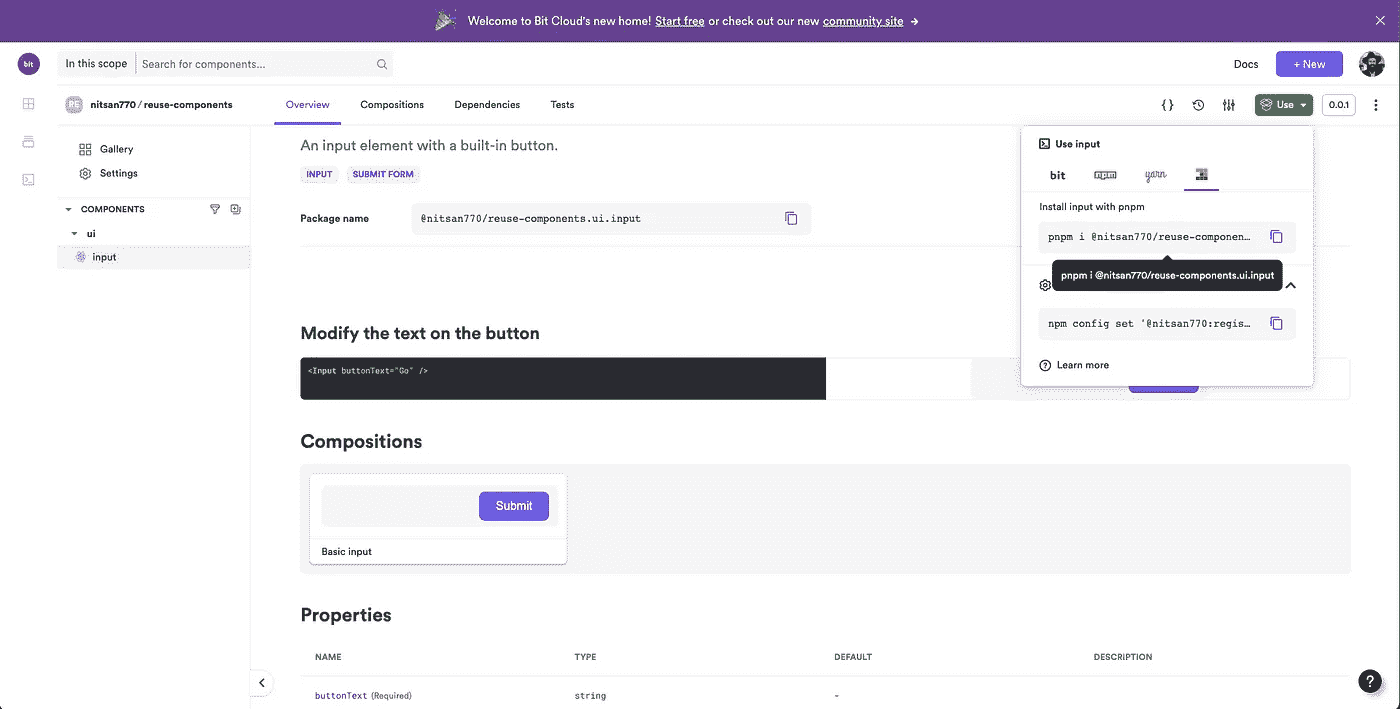 Welcome to Bit Cloud's new home! Start free or check out our new community site →
bit
In this scope
Search for components...
Docs
+ New
RE
nitsan770 / reuse-components
Overview
Compositions
Dependencies
Tests
{ }
Use
0.0.1
Gallery
Settings
COMPONENTS
ui
input
An input element with a built-in button.
INPUT
SUBMIT FORM
Package name
@nitsan770/reuse-components.ui.input
Use input
bit
npm
yarn
Install input with pnpm
pnpm i @nitsan770/reuse-componen...
pnpm i @nitsan770/reuse-components.ui.input
npm config set '@nitsan770:regis...
Learn more
Modify the text on the button
<Input buttonText="Go" />
Compositions
Submit
Basic input
Properties
NAME
TYPE
DEFAULT
DESCRIPTION
buttonText (Required)
string
-
?